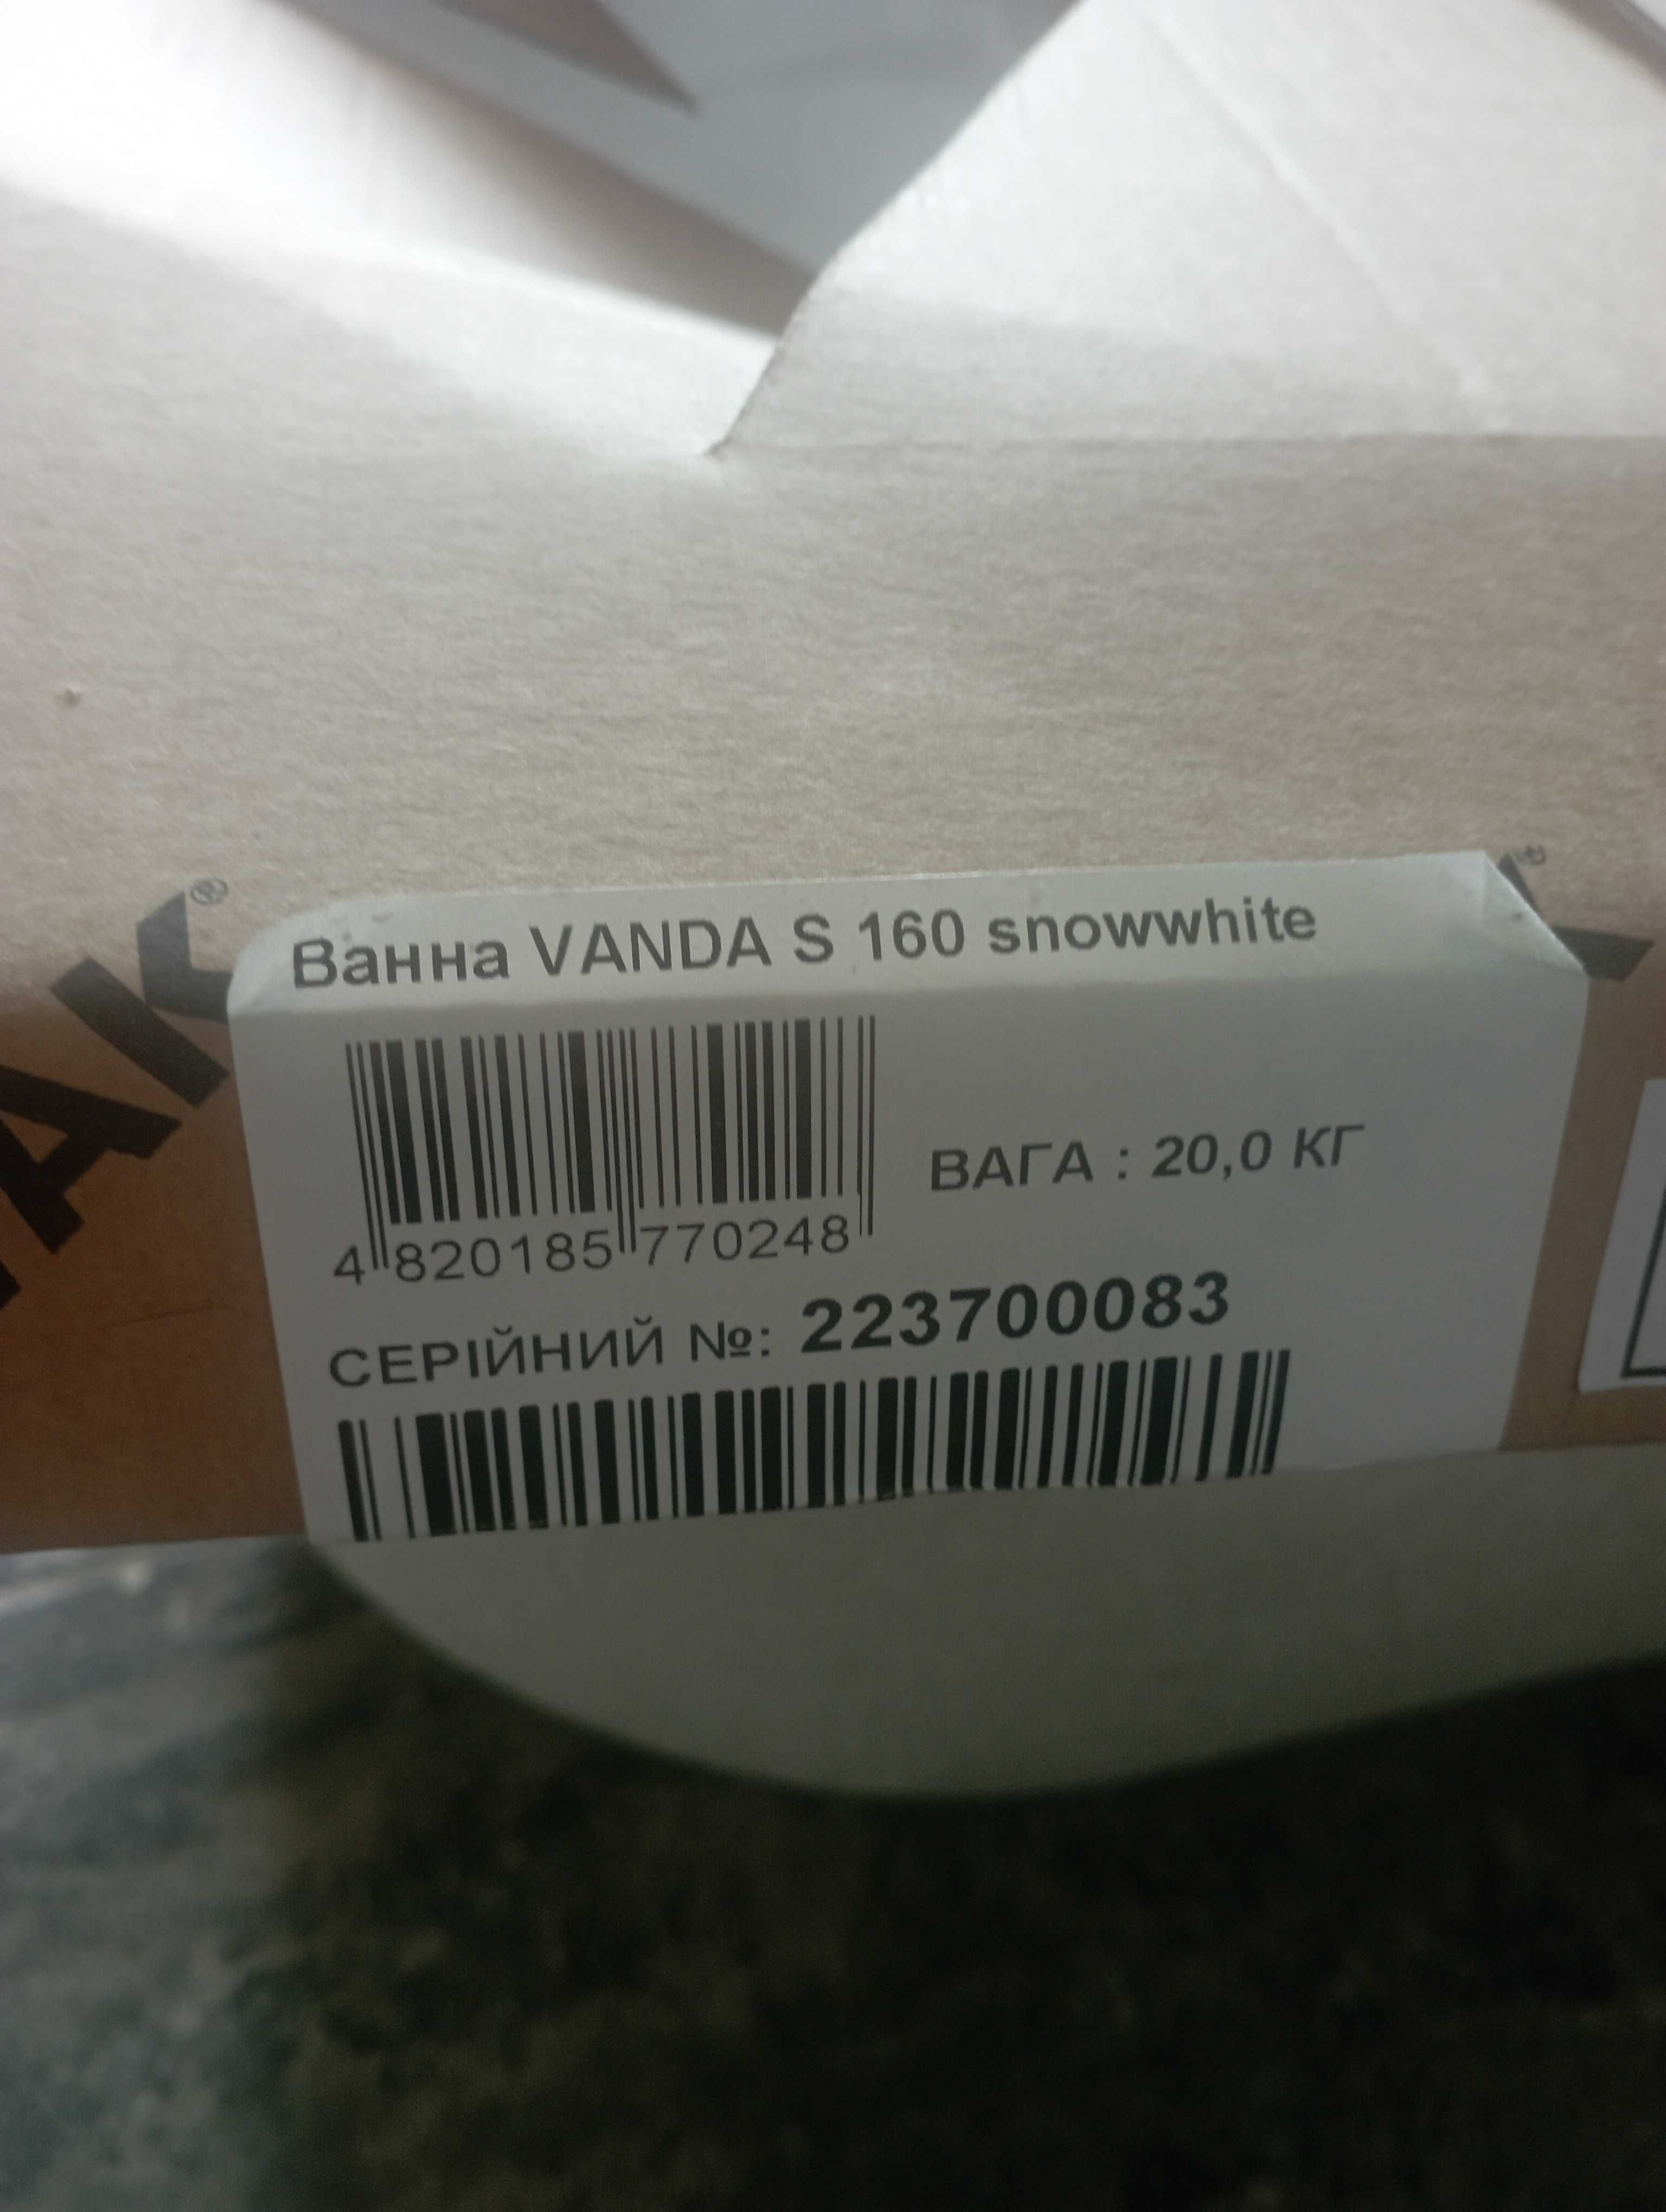 Ванна VANDA S 160 snowwhite
ВАГА : 20,0 КГ
4 820185 770248
СЕРІЙНИЙ №: 223700083